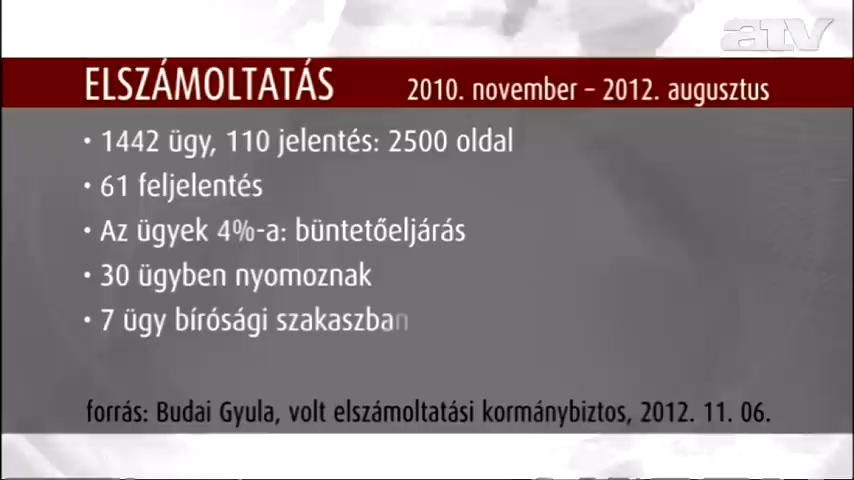 atv
ELSZÁMOLTATÁS 2010. november – 2012. augusztus
• 1442 ügy, 110 jelentés: 2500 oldal
• 61 feljelentés
• Az ügyek 4%-a: büntetőeljárás
• 30 ügyben nyomoznak
• 7 ügy bírósági szakaszban
forrás: Budai Gyula, volt elszámoltatási kormánybiztos, 2012. 11. 06.